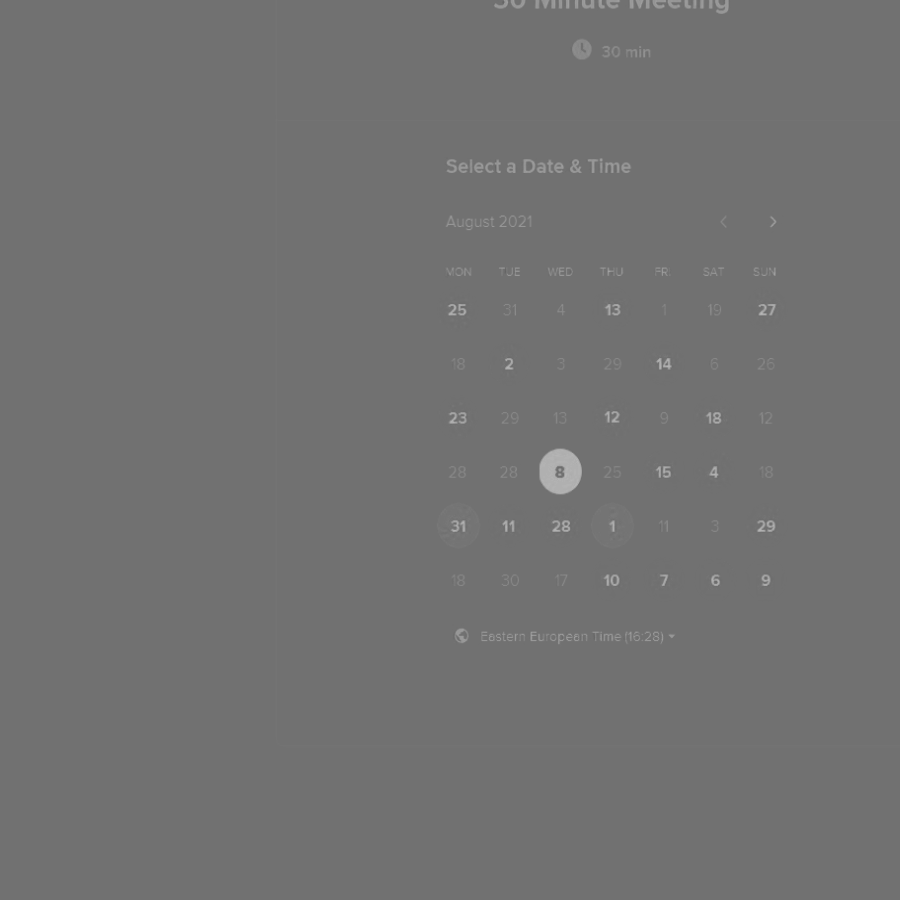 30 Minute Meeting
30 min
Select a Date & Time
August 2021
MON TUE WED THU FRI SAT SUN
25 31 4 13 1 19 27
18 2 3 29 14 6 26
23 29 13 12 9 18 12
28 28 8 25 15 4 18
31 11 28 1 11 3 29
18 30 17 10 7 6 9
Eastern European Time (16:28)